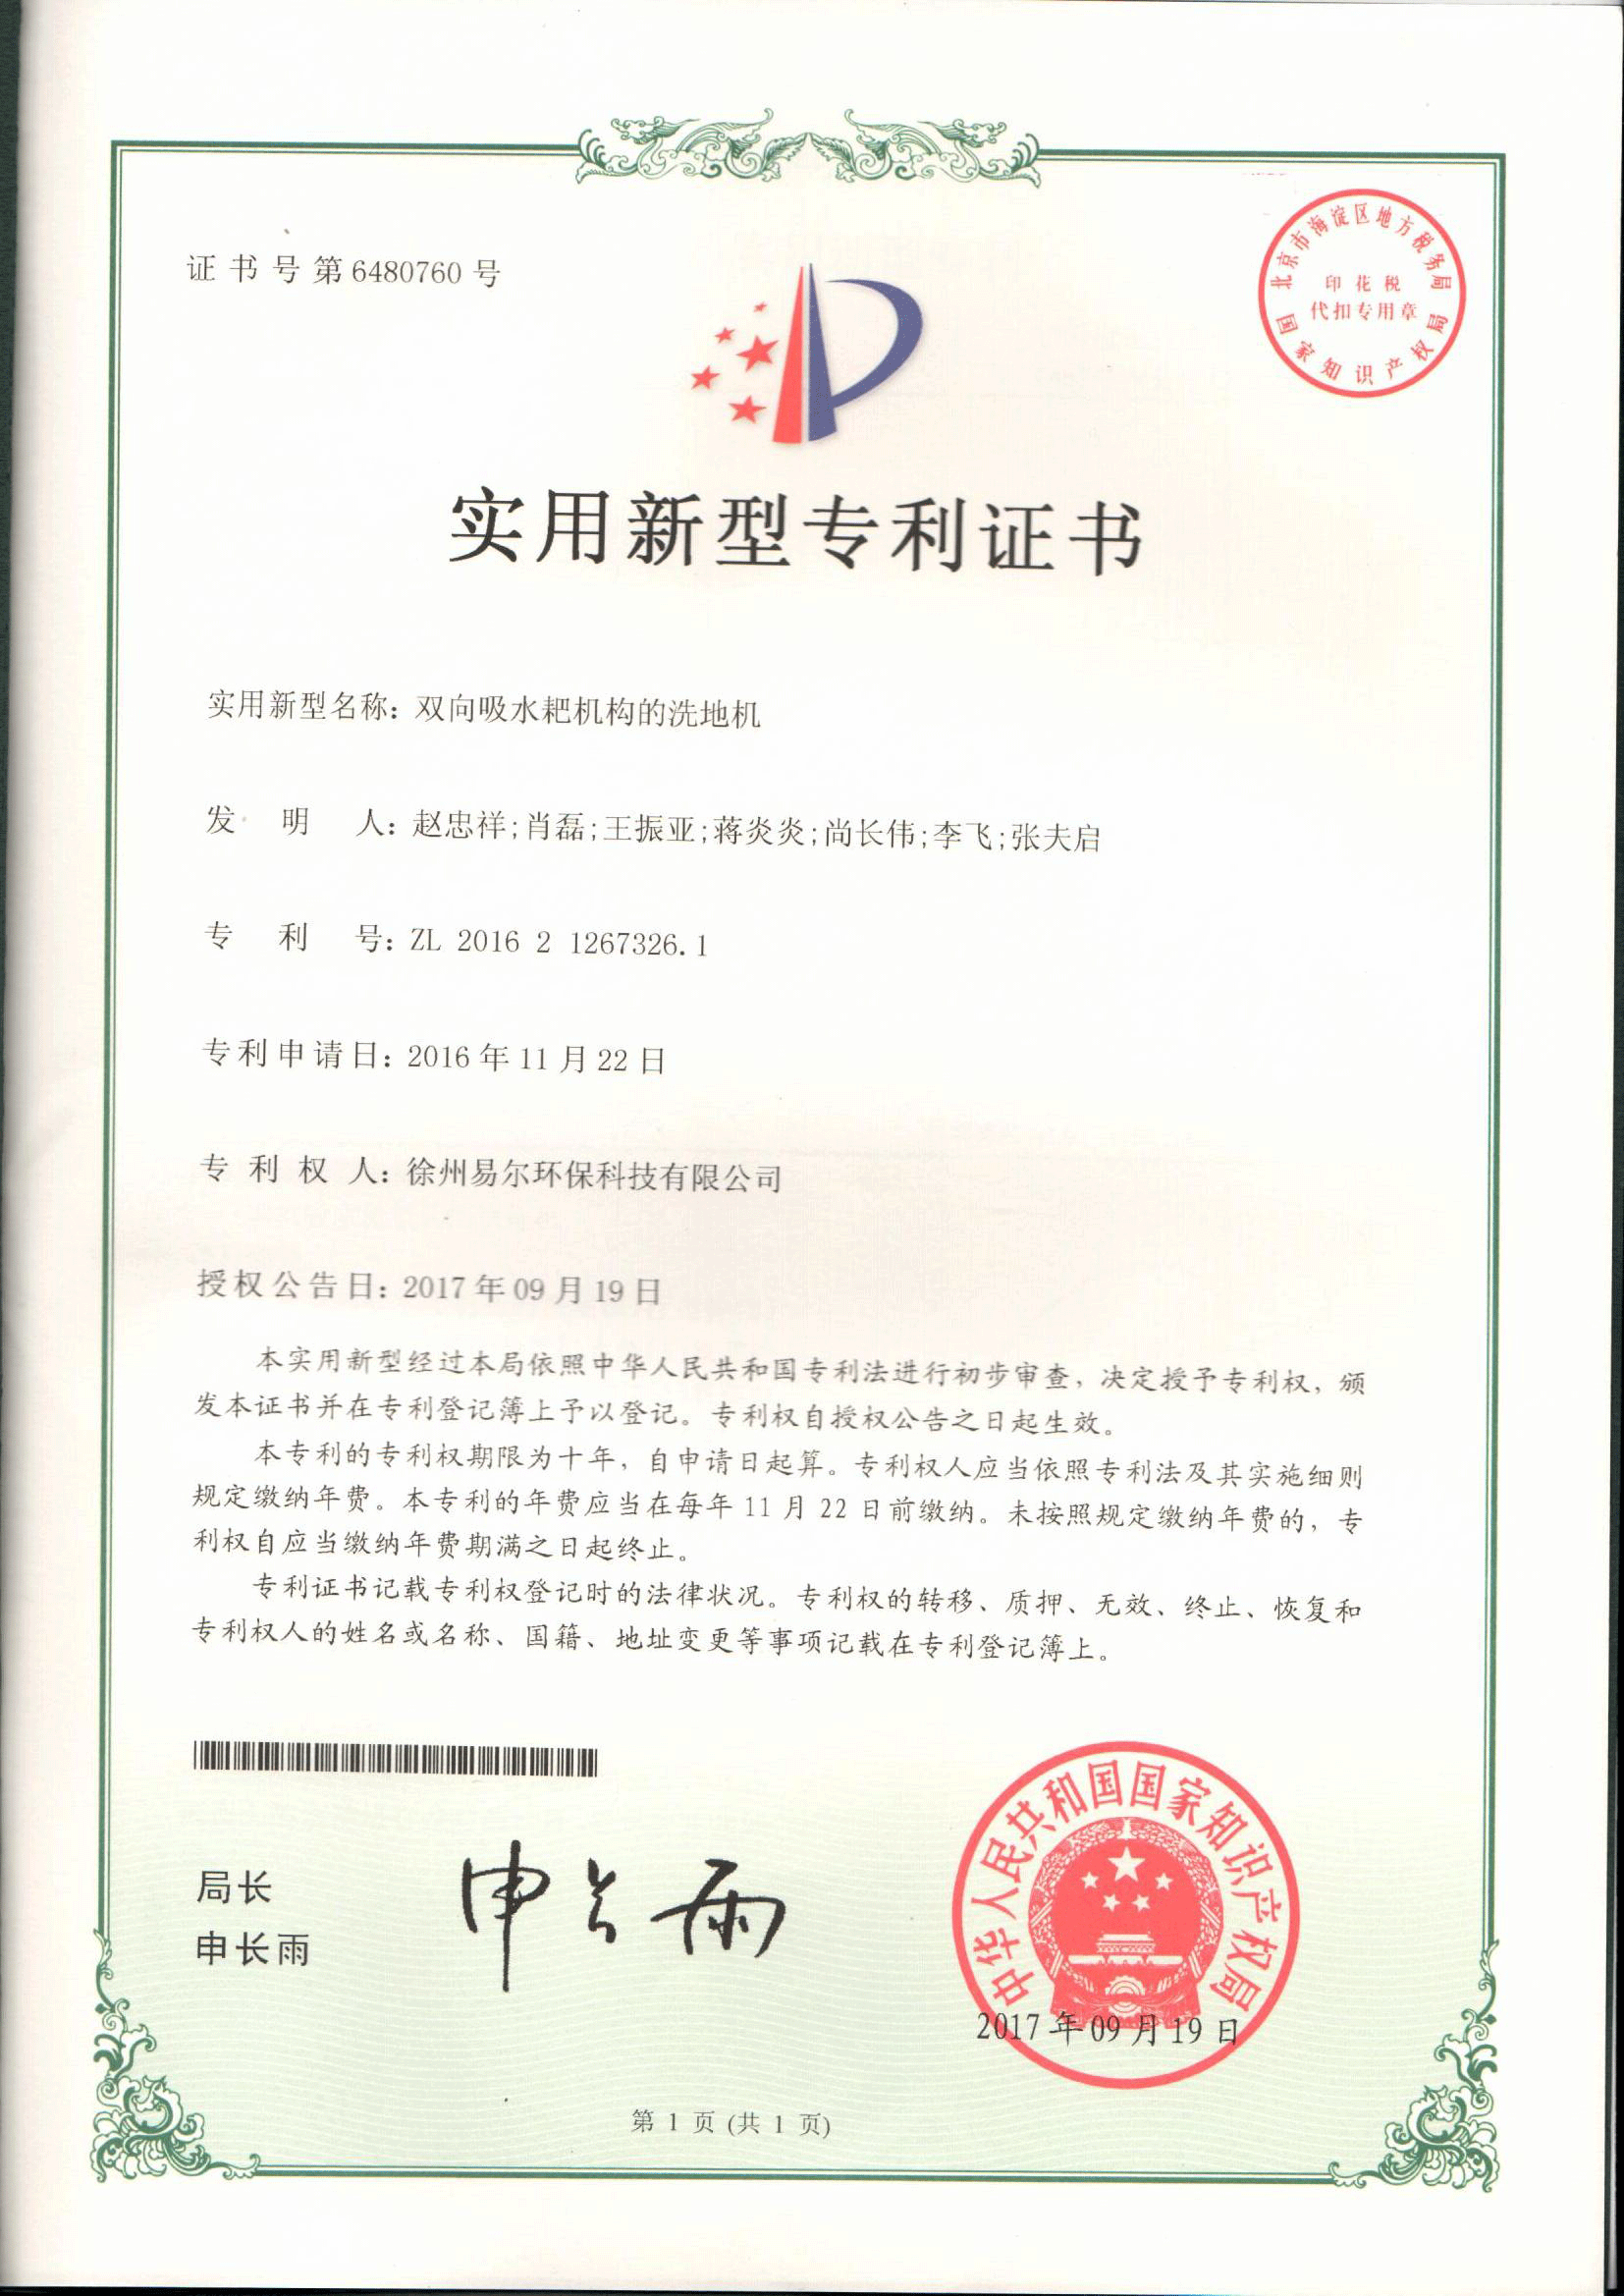 证书号第6480760号
北京市海淀区地方税务局
印花税
代扣专用章
国家知识产权局
实用新型专利证书
实用新型名称：双向吸水耙机构的洗地机
发明人：赵忠祥;肖磊;王振亚;蒋炎炎;尚长伟;李飞;张夫启
专利号：ZL 2016 2 1267326.1
专利申请日：2016年11月22日
专利权人：徐州易尔环保科技有限公司
授权公告日：2017年09月19日
本实用新型经过本局依照中华人民共和国专利法进行初步审查，决定授予专利权，颁
发本证书并在专利登记簿上予以登记。专利权自授权公告之日起生效。
本专利的专利权期限为十年，自申请日起算。专利权人应当依照专利法及其实施细则
规定缴纳年费。本专利的年费应当在每年11月22日前缴纳。未按照规定缴纳年费的，专
利权自应当缴纳年费期满之日起终止。
专利证书记载专利权登记时的法律状况。专利权的转移、质押、无效、终止、恢复和
专利权人的姓名或名称、国籍、地址变更等事项记载在专利登记簿上。
局长
申长雨
申长雨
中华人民共和国国家知识产权局
2017年09月19日
第1页(共1页)